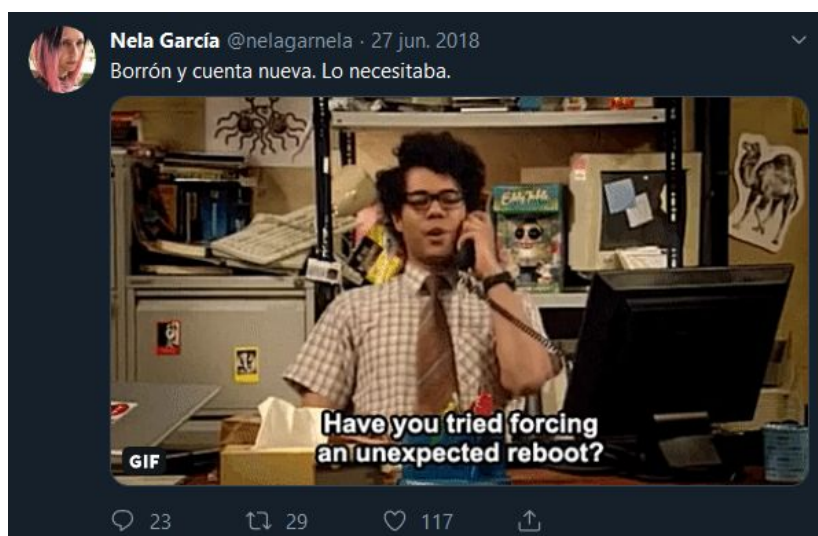 Nela García @nelagarnela · 27 jun. 2018
Borrón y cuenta nueva. Lo necesitaba.
Have you tried forcing
an unexpected reboot?
GIF
23 29 117